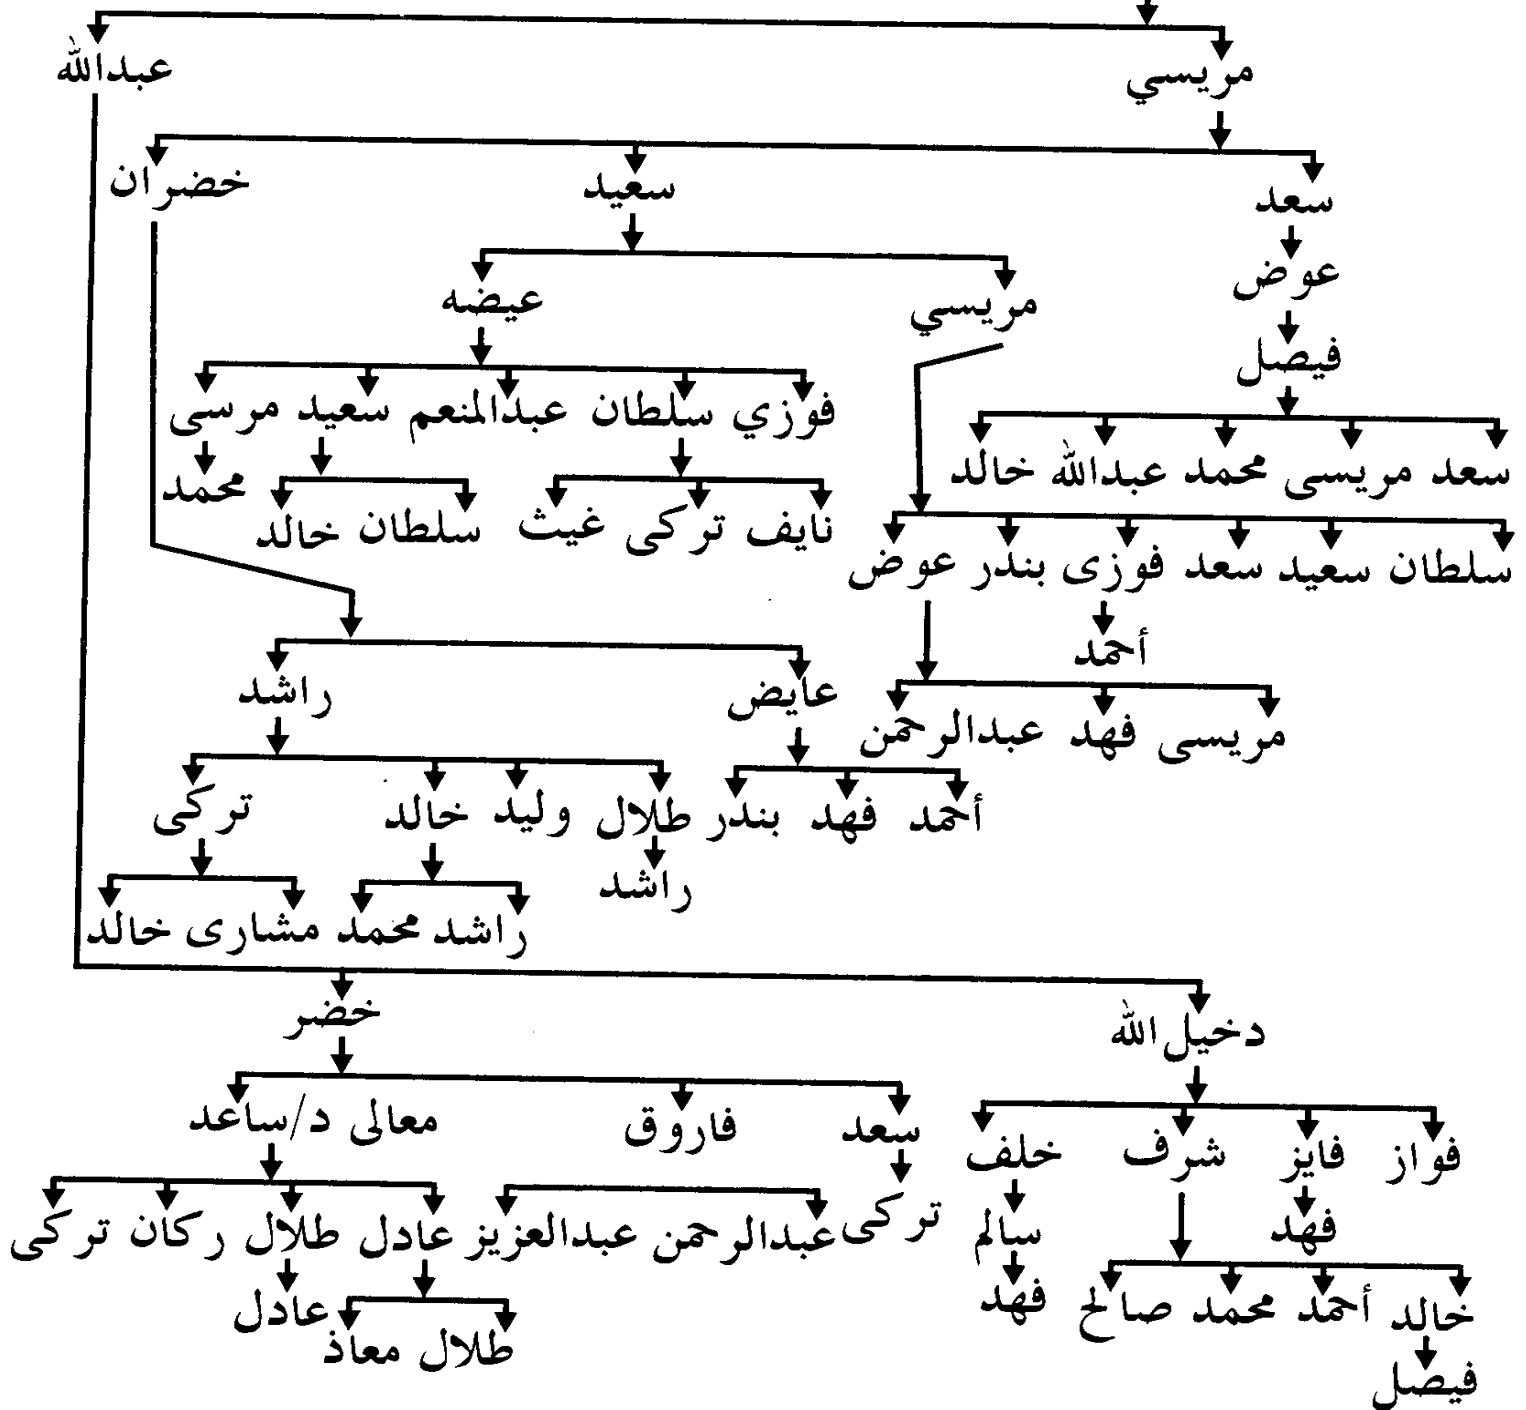 مريسي عبدالله
سعد سعيد خضران
عوض
مريسي عيضه
فيصل
فوزي سلطان عبدالمنعم سعيد مرسى
سعد مريسى محمد عبدالله خالد
محمد
نايف تركى غيث سلطان خالد
سلطان سعيد سعد فوزى بندر عوض
أحمد
عايض راشد
مريسى فهد عبدالرحمن
أحمد فهد بندر طلال وليد خالد تركى
راشد
راشد محمد مشارى خالد
دخيل الله خضر
سعد فاروق معالى د/ساعد
فواز فايز شرف خلف
فهد سالم تركى عبدالرحمن عبدالعزيز عادل طلال ركان تركى
خالد أحمد محمد صالح فهد عادل
طلال معاذ
فيصل